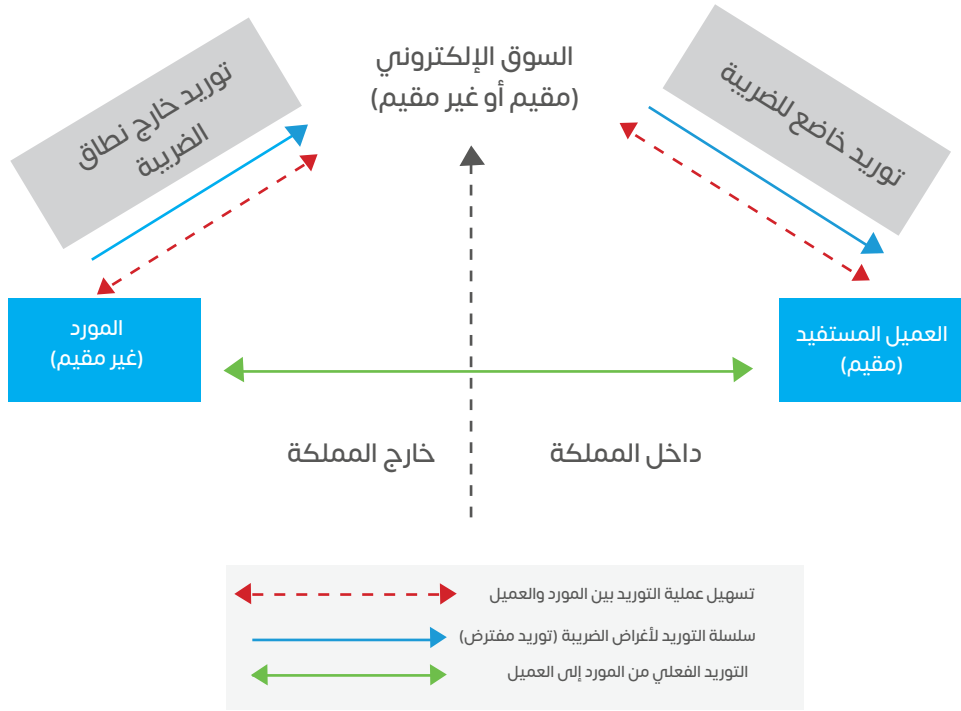 السوق الإلكتروني
(مقيم أو غير مقيم)
توريد خاضع للضريبة
توريد خارج نطاق
الضريبة
العميل المستفيد
(مقيم)
المورد
(غير مقيم)
داخل المملكة
خارج المملكة
تسهيل عملية التوريد بين المورد والعميل
سلسلة التوريد لأغراض الضريبة (توريد مفترض)
التوريد الفعلي من المورد إلى العميل